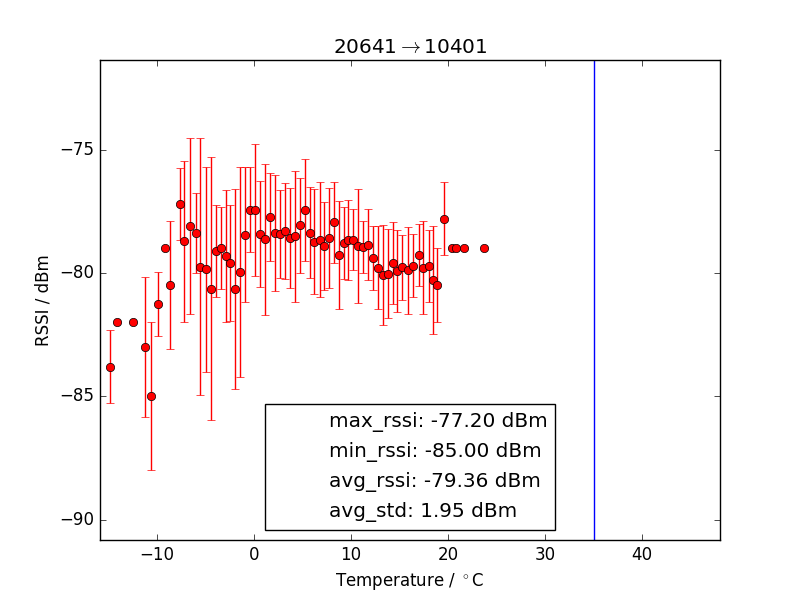 20641→10401
−75
−80
−85
−90
RSSI / dBm
max_rssi: -77.20 dBm
min_rssi: -85.00 dBm
avg_rssi: -79.36 dBm
avg_std: 1.95 dBm
−10 0 10 20 30 40
Temperature / °C